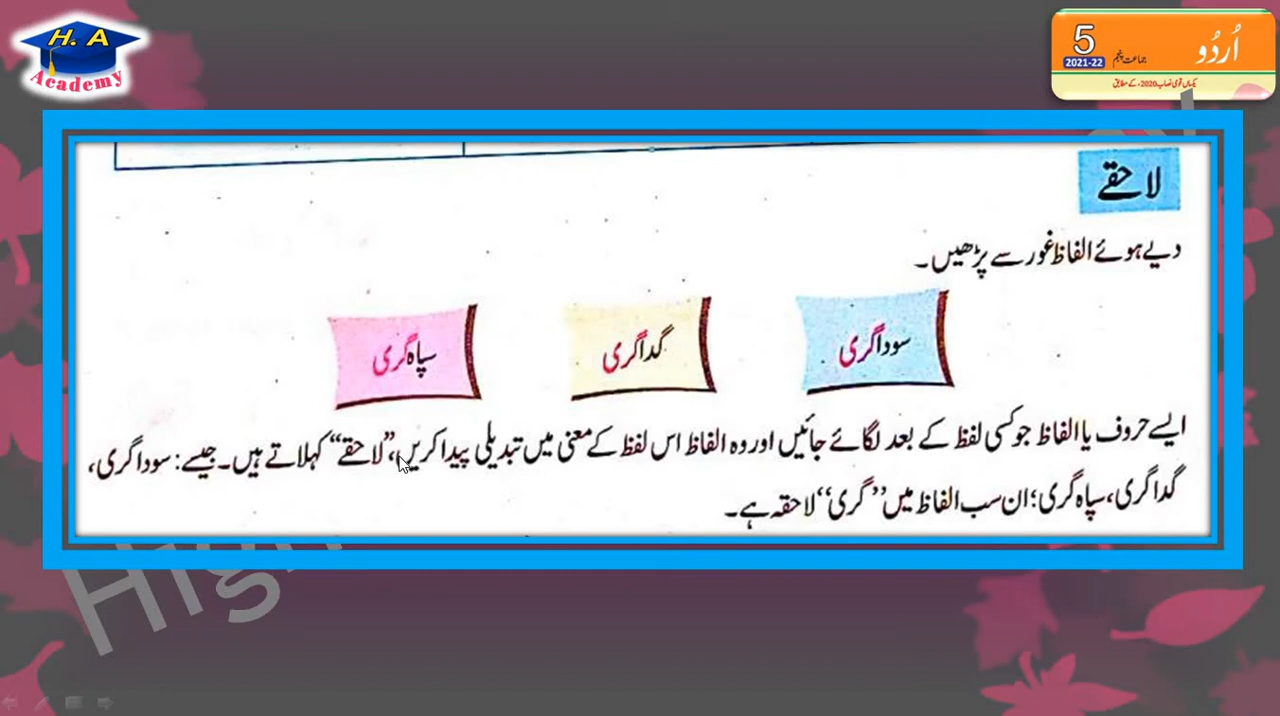 H. A
Academy
اُردُو
جماعت پنجم
5
2021-22
یکساں قومی نصاب 2020ء کے مطابق
لاحقے
دیے ہوئے الفاظ غور سے پڑھیں۔
سوداگری
گداگری
سپاہ گری
ایسے حروف یا الفاظ جو کسی لفظ کے بعد لگائے جائیں اور وہ الفاظ اس لفظ کے معنی میں تبدیلی پیدا کریں، ”لاحقے“ کہلاتے ہیں۔ جیسے: سوداگری،
گداگری، سپاہ گری؛ ان سب الفاظ میں ”گری“ لاحقہ ہے۔